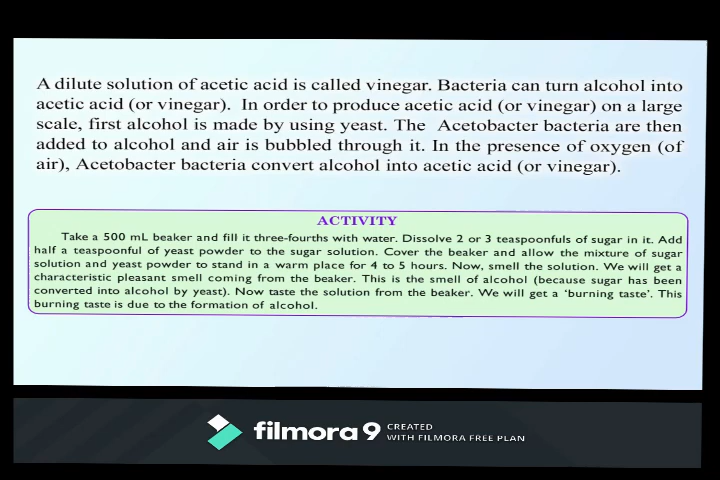 A dilute solution of acetic acid is called vinegar. Bacteria can turn alcohol into
acetic acid (or vinegar). In order to produce acetic acid (or vinegar) on a large
scale, first alcohol is made by using yeast. The Acetobacter bacteria are then
added to alcohol and air is bubbled through it. In the presence of oxygen (of
air), Acetobacter bacteria convert alcohol into acetic acid (or vinegar).
ACTIVITY
Take a 500 mL beaker and fill it three-fourths with water. Dissolve 2 or 3 teaspoonfuls of sugar in it. Add
half a teaspoonful of yeast powder to the sugar solution. Cover the beaker and allow the mixture of sugar
solution and yeast powder to stand in a warm place for 4 to 5 hours. Now, smell the solution. We will get a
characteristic pleasant smell coming from the beaker. This is the smell of alcohol (because sugar has been
converted into alcohol by yeast). Now taste the solution from the beaker. We will get a ‘burning taste’. This
burning taste is due to the formation of alcohol.
filmora 9
CREATED
WITH FILMORA FREE PLAN